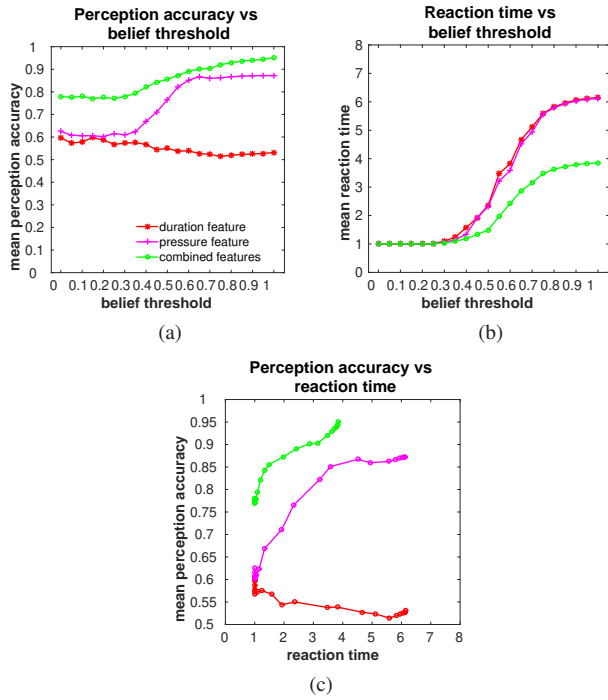 Perception accuracy vs
belief threshold
mean perception accuracy
1
0.9
0.8
0.7
0.6
0.5
0.4
0.3
0.2
0.1
0
duration feature
pressure feature
combined features
0 0.1 0.2 0.3 0.4 0.5 0.6 0.7 0.8 0.9 1
belief threshold
(a)
Reaction time vs
belief threshold
mean reaction time
8
7
6
5
4
3
2
1
0
0 0.1 0.2 0.3 0.4 0.5 0.6 0.7 0.8 0.9 1
belief threshold
(b)
Perception accuracy vs
reaction time
mean perception accuracy
1
0.95
0.9
0.85
0.8
0.75
0.7
0.65
0.6
0.55
0.5
0 1 2 3 4 5 6 7 8
reaction time
(c)